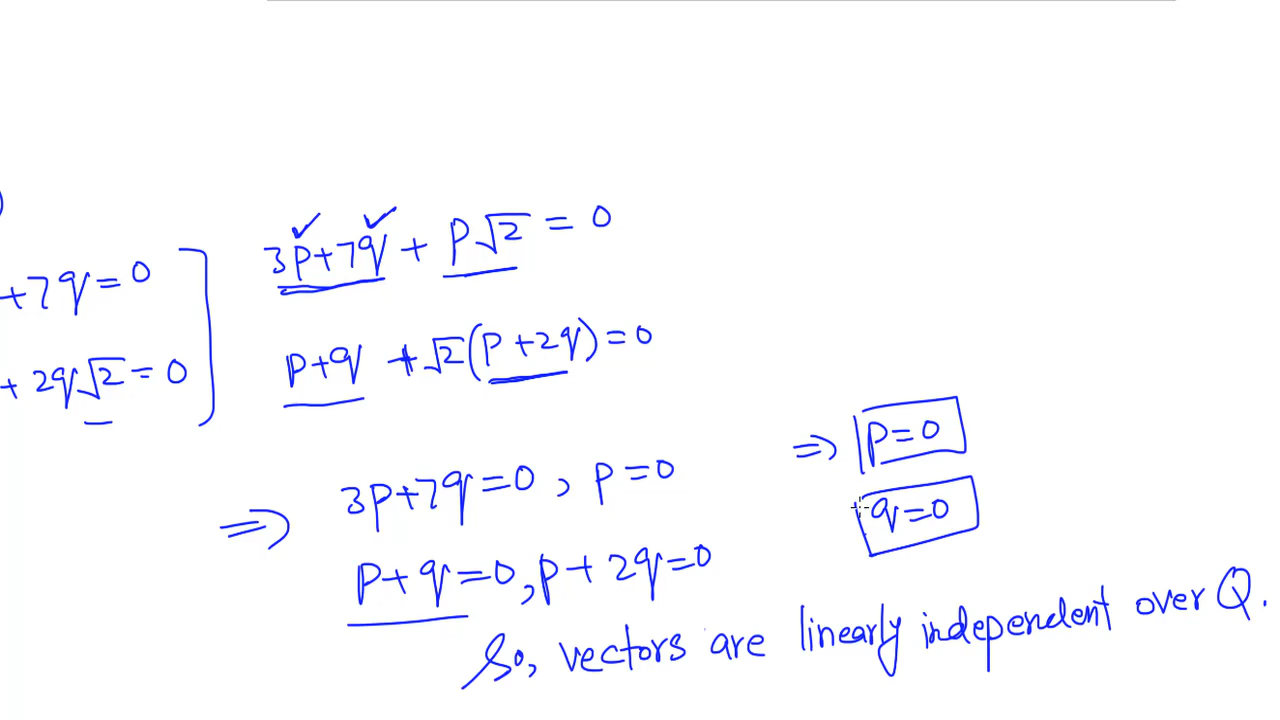 )
3p+7q + p√2 = 0
+7q=0
p+q +√2(p+2q)=0
+ 2q√2 = 0
⇒ p=0
3p+7q=0, p=0
q=0
⇒
p+q=0, p+2q=0
So, vectors are linearly independent over Q.